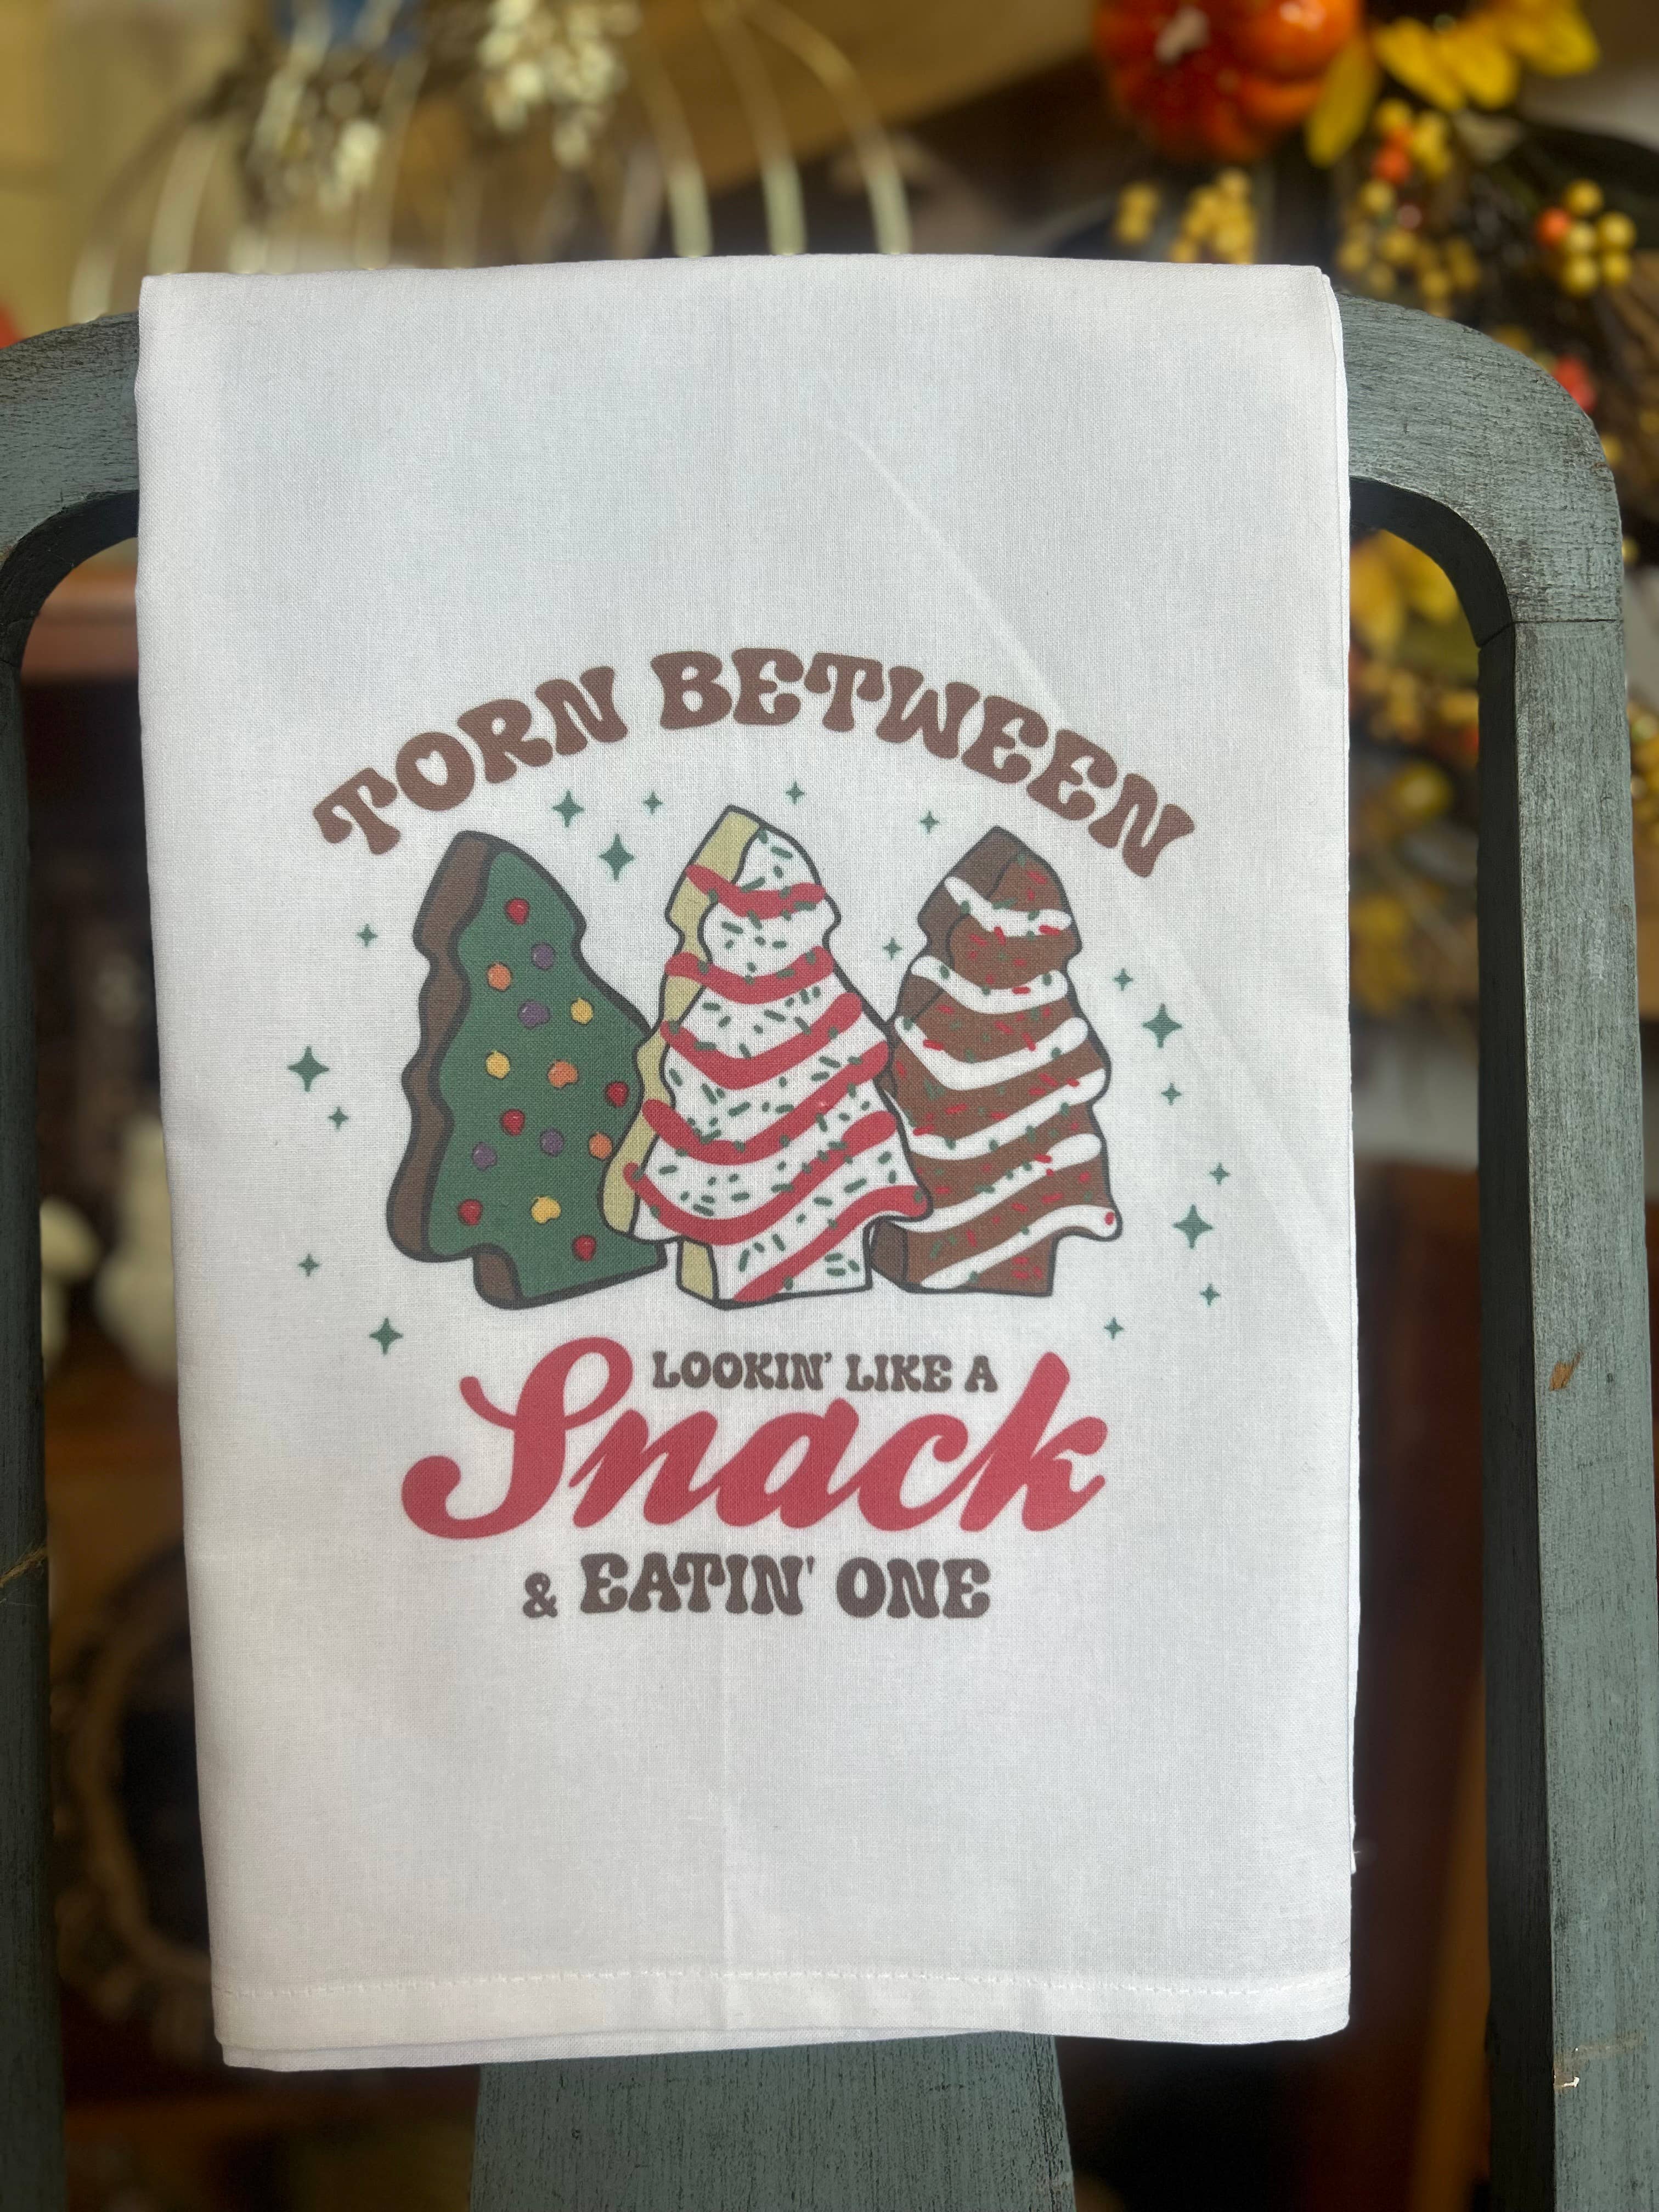 TORN BETWEEN
LOOKIN' LIKE A
Snack
& EATIN' ONE